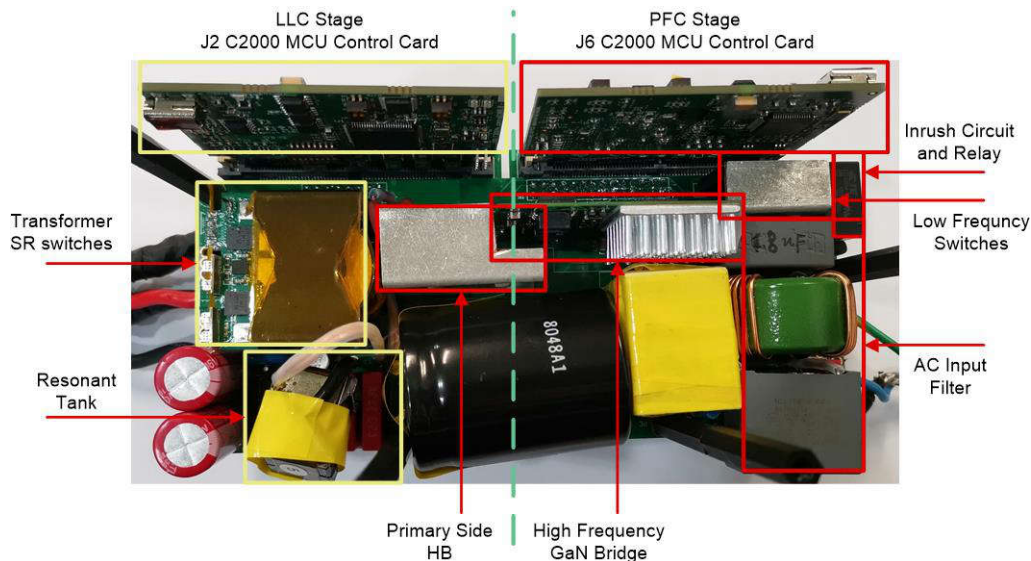 LLC Stage
J2 C2000 MCU Control Card
PFC Stage
J6 C2000 MCU Control Card
Inrush Circuit
and Relay
Low Frequncy
Switches
Transformer
SR switches
8048A1
Resonant
Tank
AC Input
Filter
Primary Side
HB
High Frequency
GaN Bridge